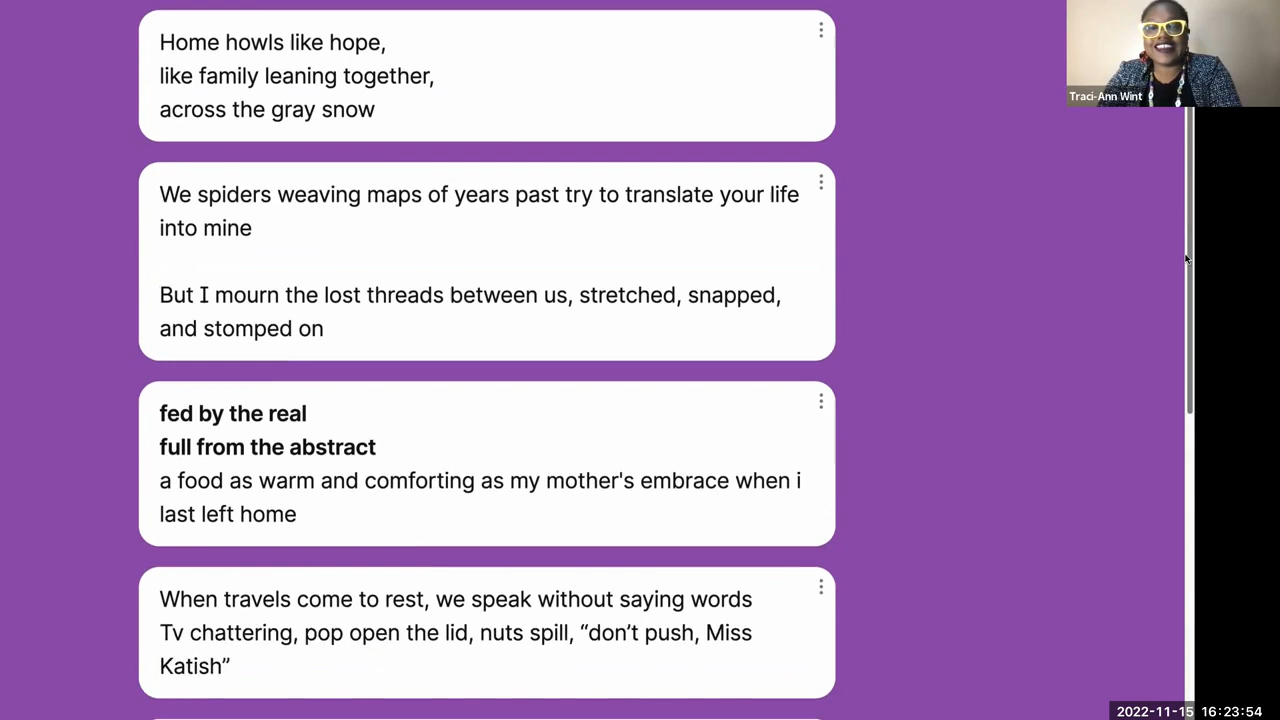 Home howls like hope,
like family leaning together,
across the gray snow
We spiders weaving maps of years past try to translate your life
into mine
But I mourn the lost threads between us, stretched, snapped,
and stomped on
fed by the real
full from the abstract
a food as warm and comforting as my mother's embrace when i
last left home
When travels come to rest, we speak without saying words
Tv chattering, pop open the lid, nuts spill, “don’t push, Miss
Katish”
Traci-Ann Wint
2022-11-15 16:23:54